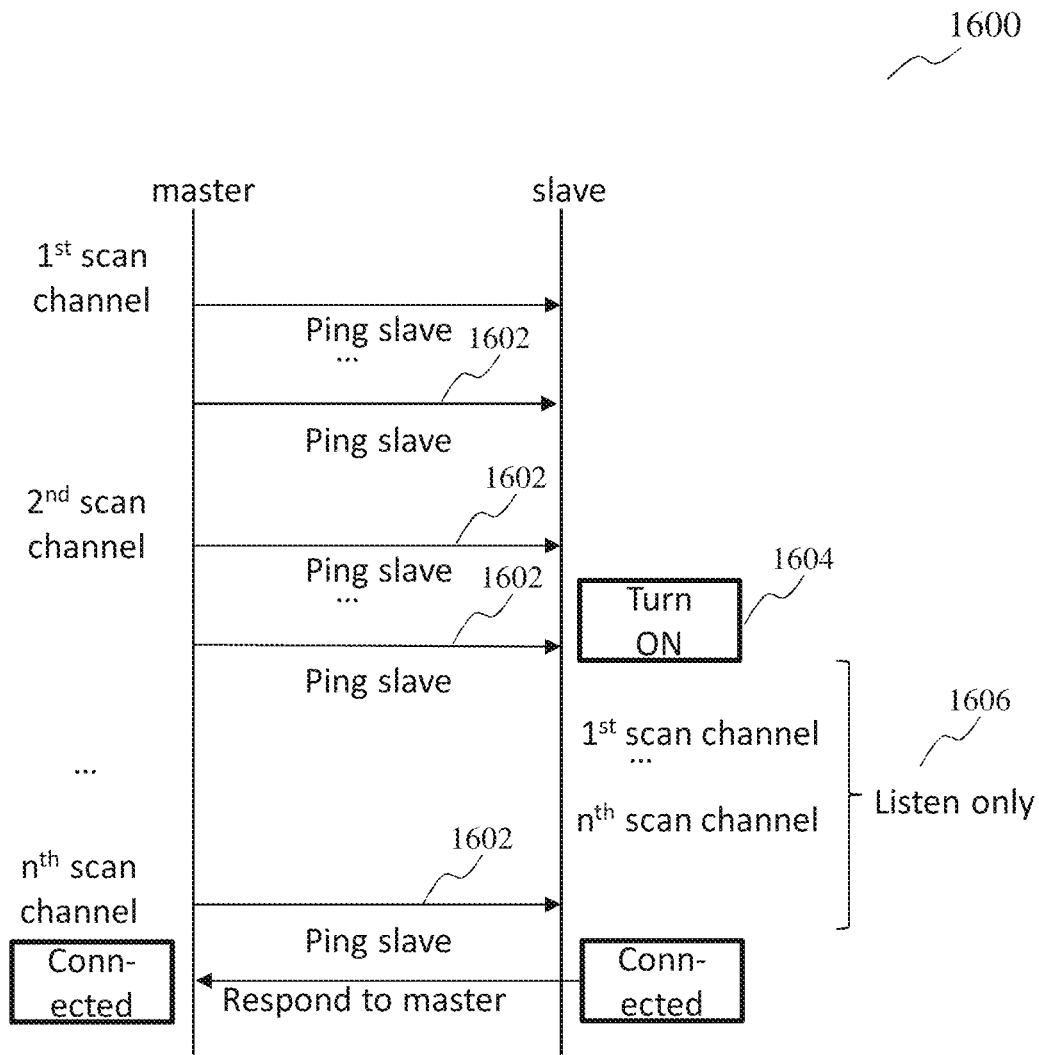 1600
master
slave
1st scan
channel
Ping slave
...
1602
Ping slave
2nd scan
channel
1602
Ping slave
...
1602
Ping slave
Turn
ON
1604
1st scan channel
...
nth scan channel
1606
Listen only
...
nth scan
channel
1602
Ping slave
Conn-
ected
Respond to master
Conn-
ected